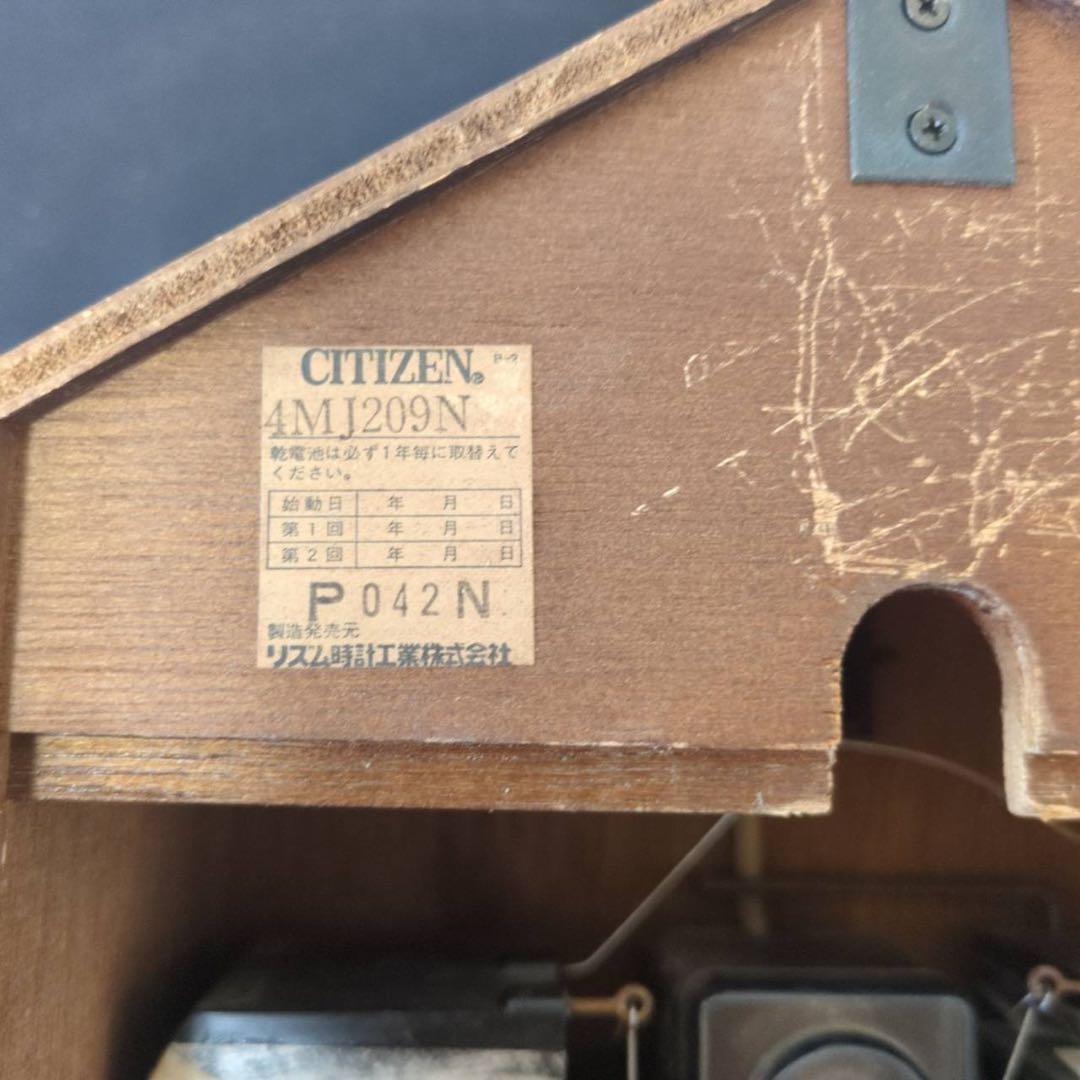 CITIZEN® P-2
4MJ209N
乾電池は必ず1年毎に取替えて
ください。
始動日 年 月 日
第1回 年 月 日
第2回 年 月 日
P042N
製造発売元
リズム時計工業株式会社